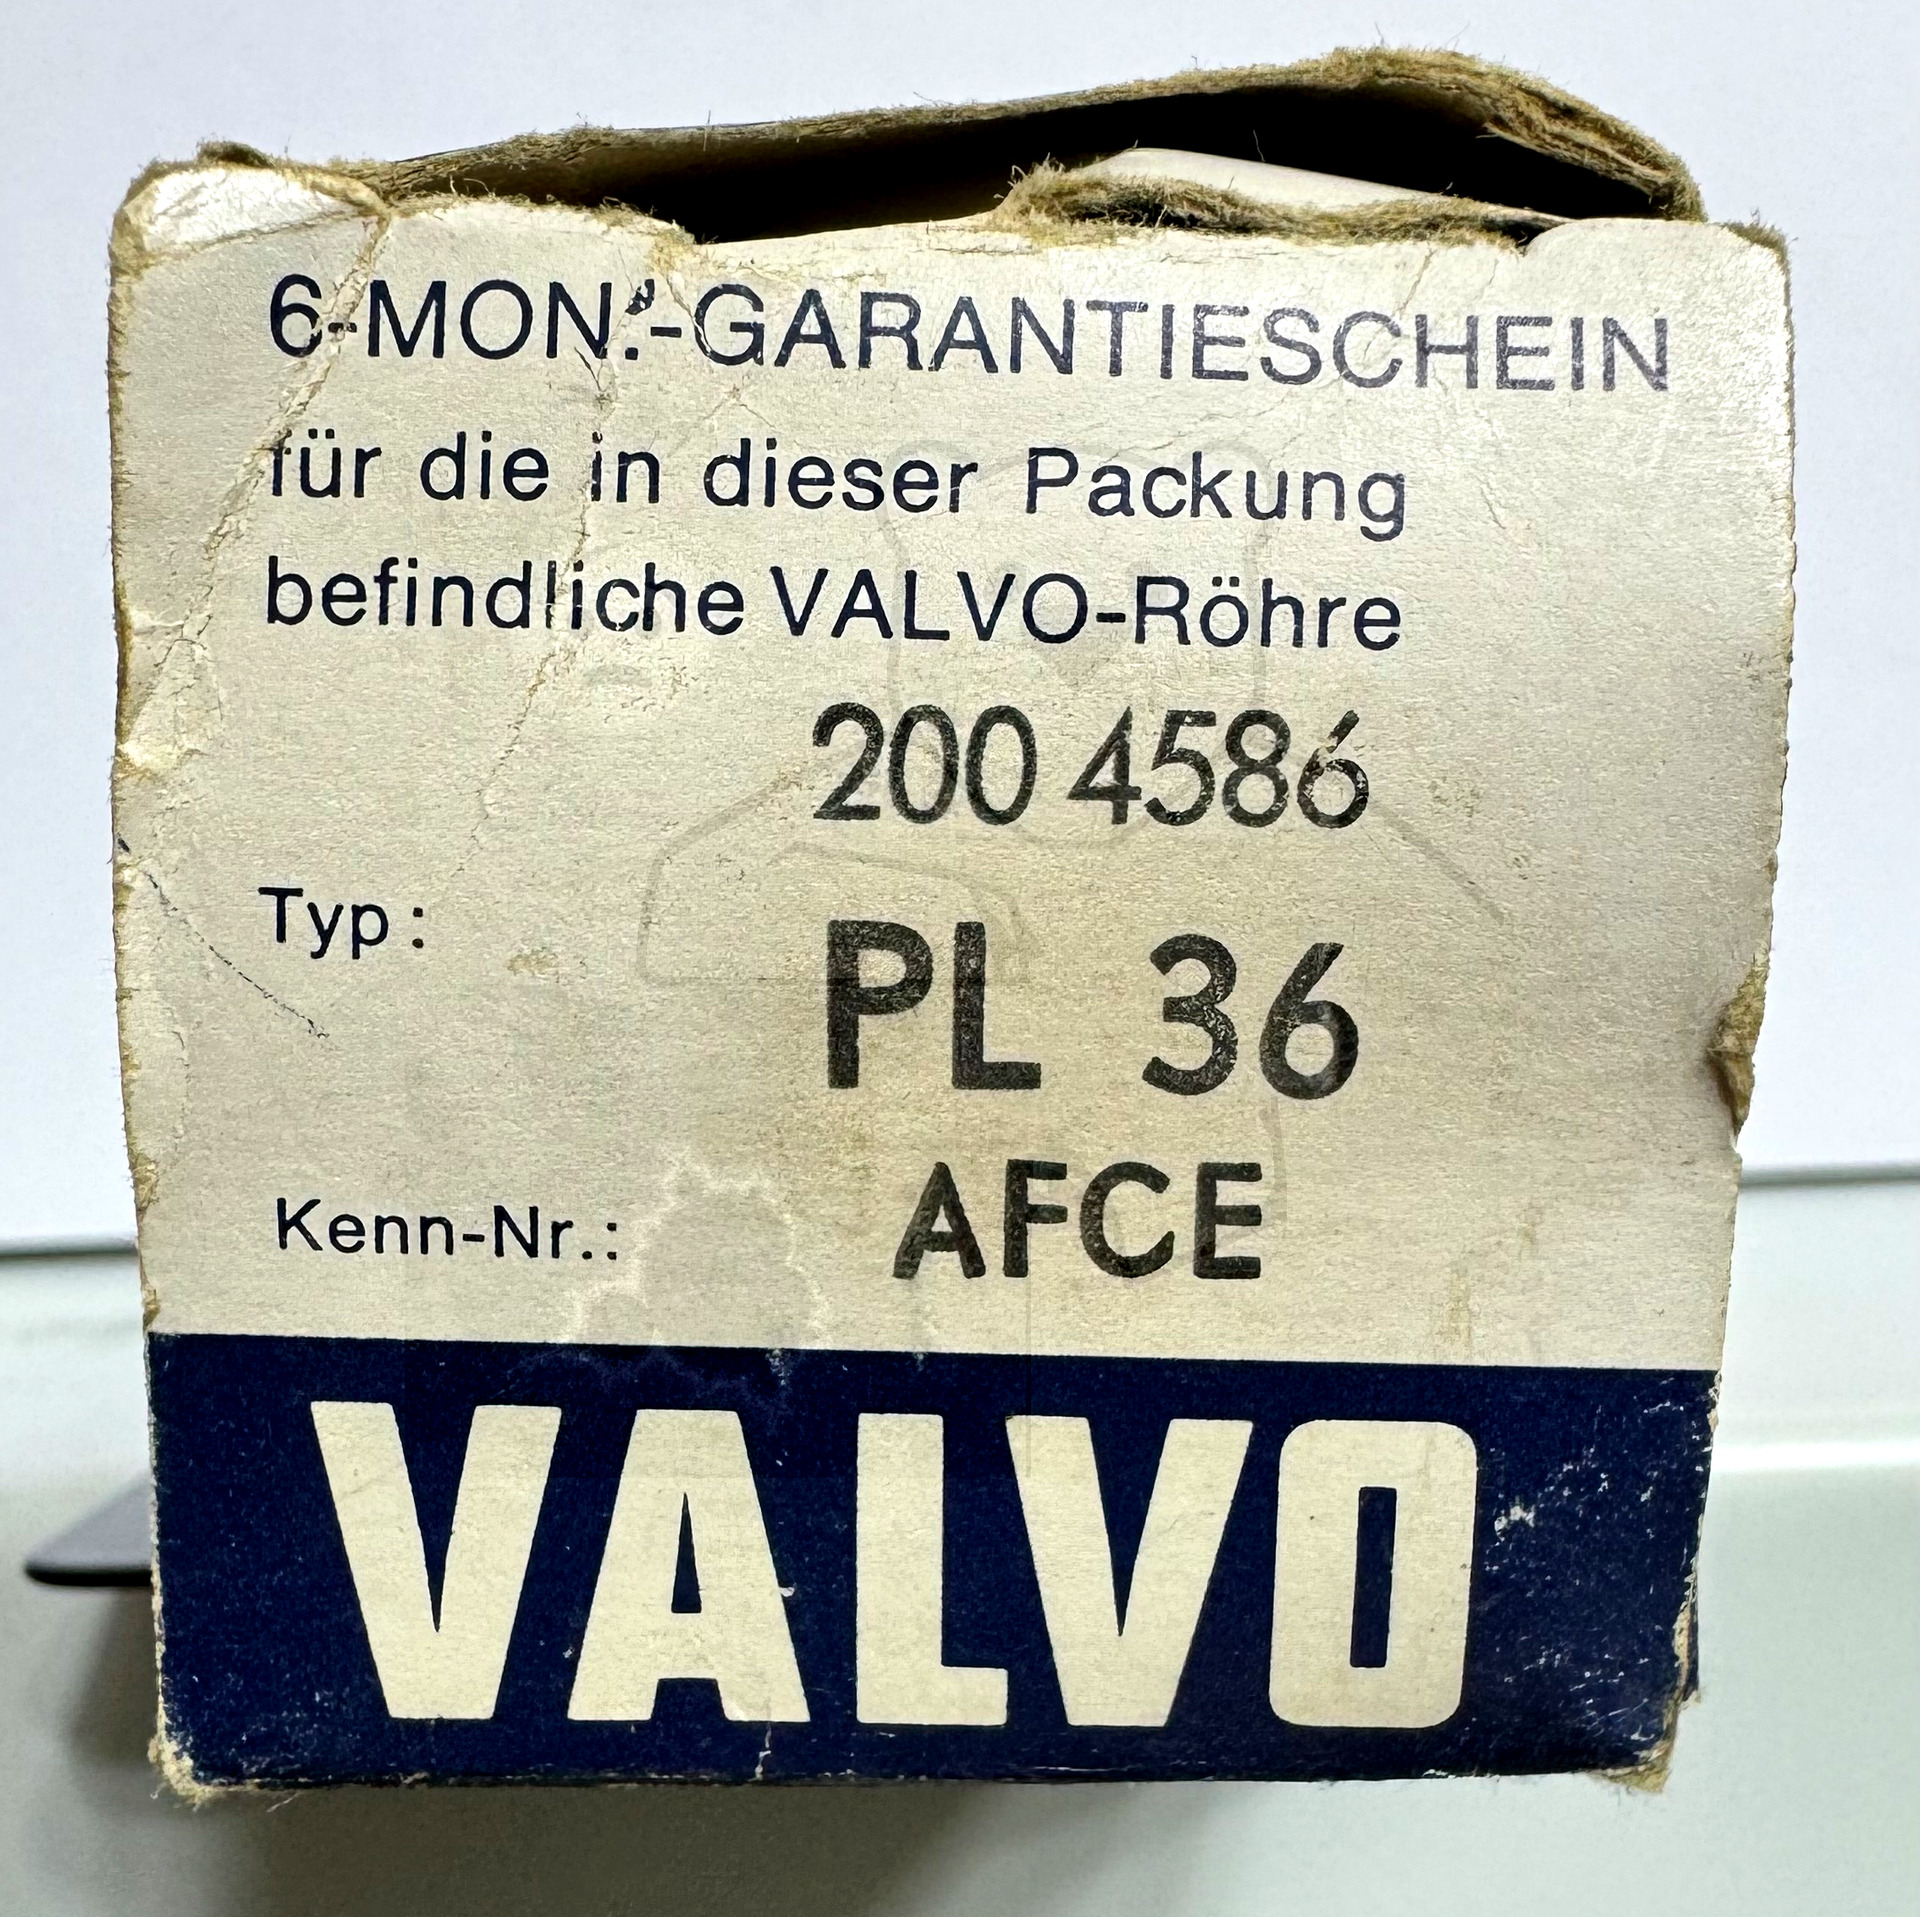 6-MON.-GARANTIESCHEIN
für die in dieser Packung
befindliche VALVO-Röhre
200 4586
Typ: PL 36
Kenn-Nr.: AFCE
VALVO